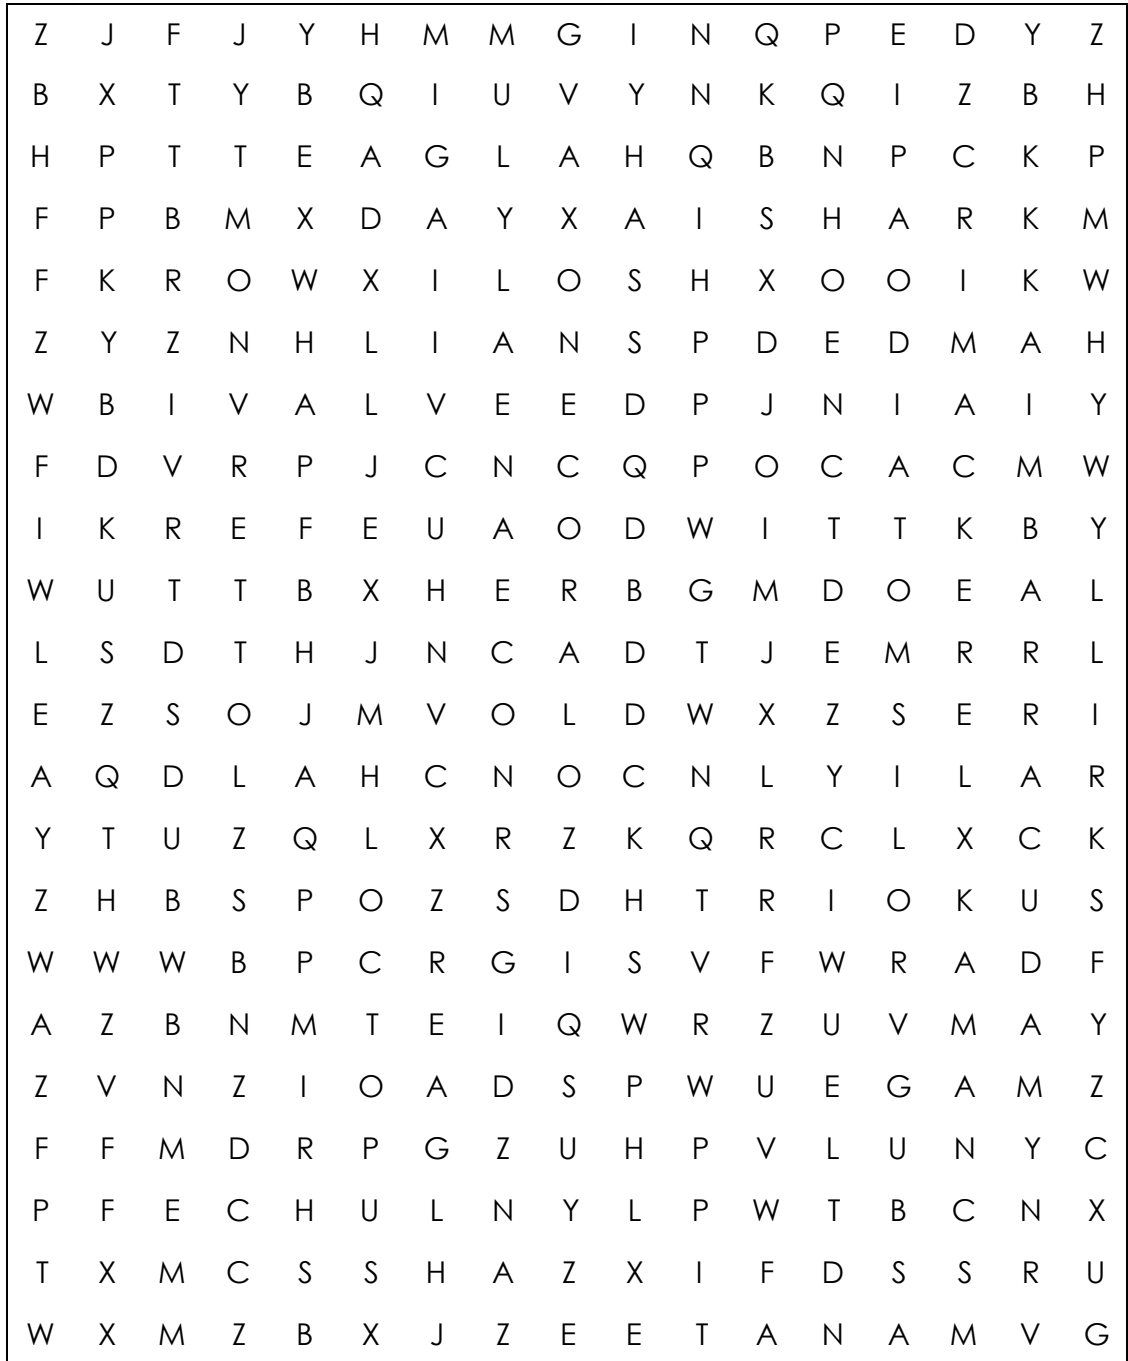 Z J F J Y H M M G I N Q P E D Y Z
B X T Y B Q I U V Y N K Q I Z B H
H P T T E A G L A H Q B N P C K P
F P B M X D A Y X A I S H A R K M
F K R O W X I L O S H X O O I K W
Z Y Z N H L I A N S P D E D M A H
W B I V A L V E E D P J N I A I Y
F D V R P J C N C Q P O C A C M W
I K R E F E U A O D W I T T K B Y
W U T T B X H E R B G M D O E A L
L S D T H J N C A D T J E M R R L
E Z S O J M V O L D W X Z S E R I
A Q D L A H C N O C N L Y I L A R
Y T U Z Q L X R Z K Q R C L X C K
Z H B S P O Z S D H T R I O K U S
W W W B P C R G I S V F W R A D F
A Z B N M T E I Q W R Z U V M A Y
Z V N Z I O A D S P W U E G A M Z
F F M D R P G Z U H P V L U N Y C
P F E C H U L N Y L P W T B C N X
T X M C S S H A Z X I F D S S R U
W X M Z B X J Z E E T A N A M V G